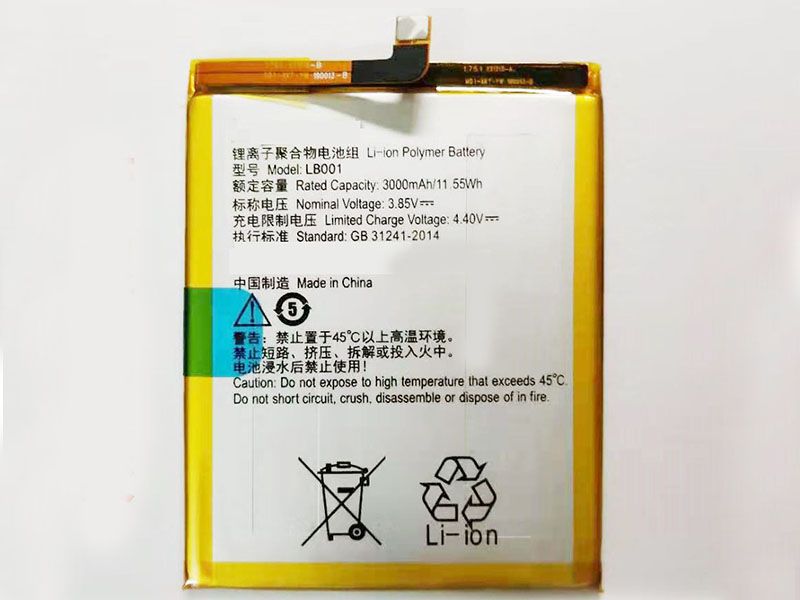 1751
-B
190013-B
1751
190013-B
锂离子聚合物电池组 Li-ion Polymer Battery
型号 Model: LB001
额定容量 Rated Capacity: 3000mAh/11.55Wh
标称电压 Nominal Voltage: 3.85V⎓
充电限制电压 Limited Charge Voltage: 4.40V⎓
执行标准 Standard: GB 31241-2014
中国制造 Made in China
5
警告：禁止置于45℃以上高温环境。
禁止短路、挤压、拆解或投入火中。
电池浸水后禁止使用！
Caution: Do not expose to high temperature that exceeds 45℃.
Do not short circuit, crush, disassemble or dispose of in fire.
Li-ion